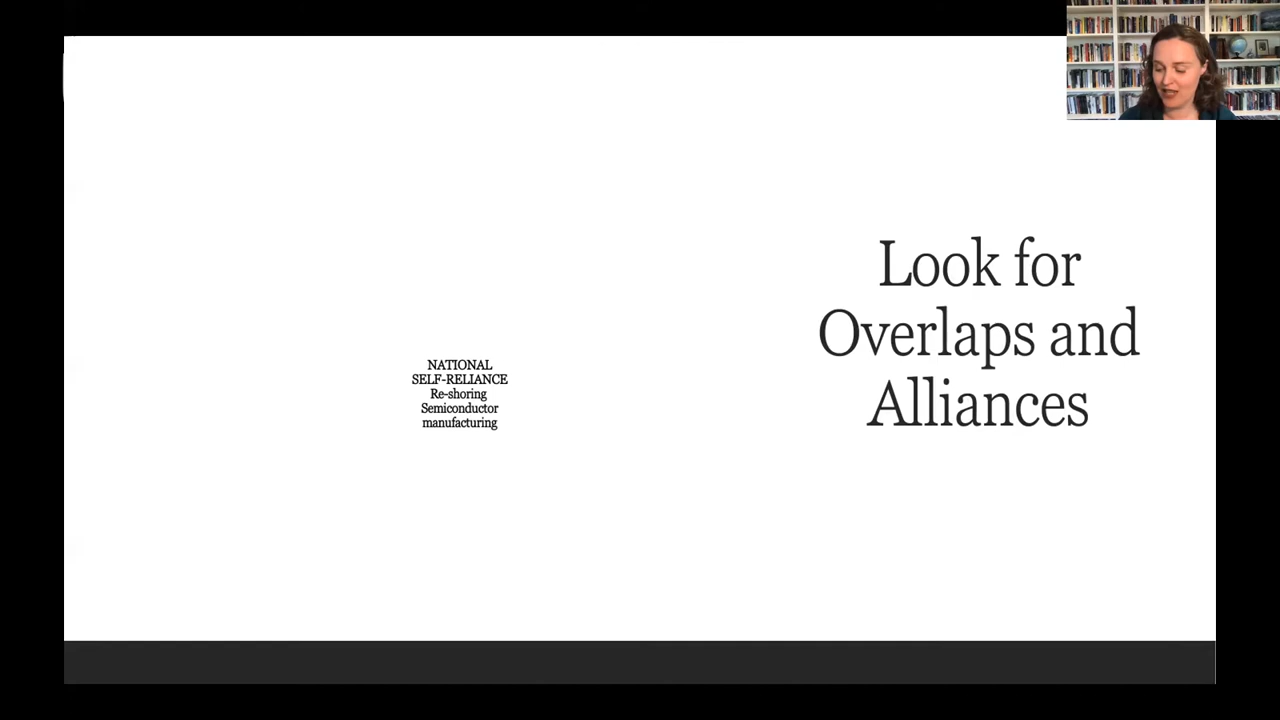 NATIONAL
SELF-RELIANCE
Re-shoring
Semiconductor
manufacturing
Look for
Overlaps and
Alliances